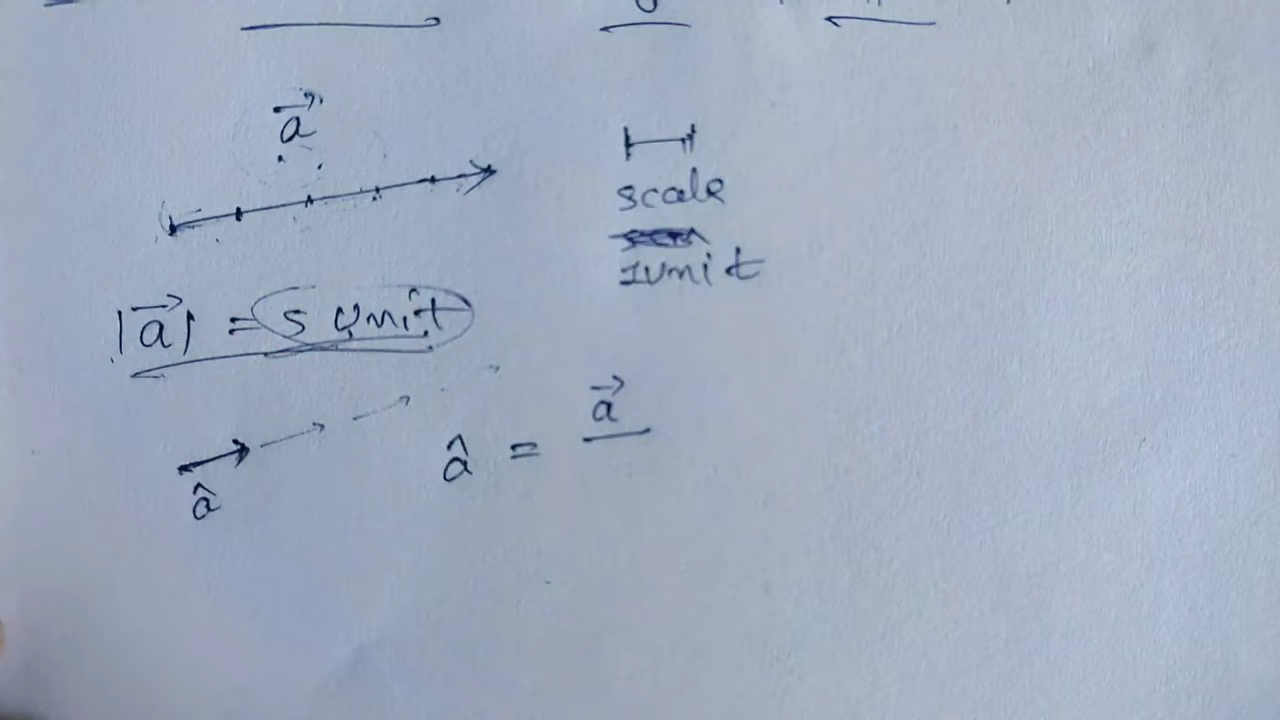 a⃗
scale
1unit
|a⃗| = 5 unit
â
â = a⃗